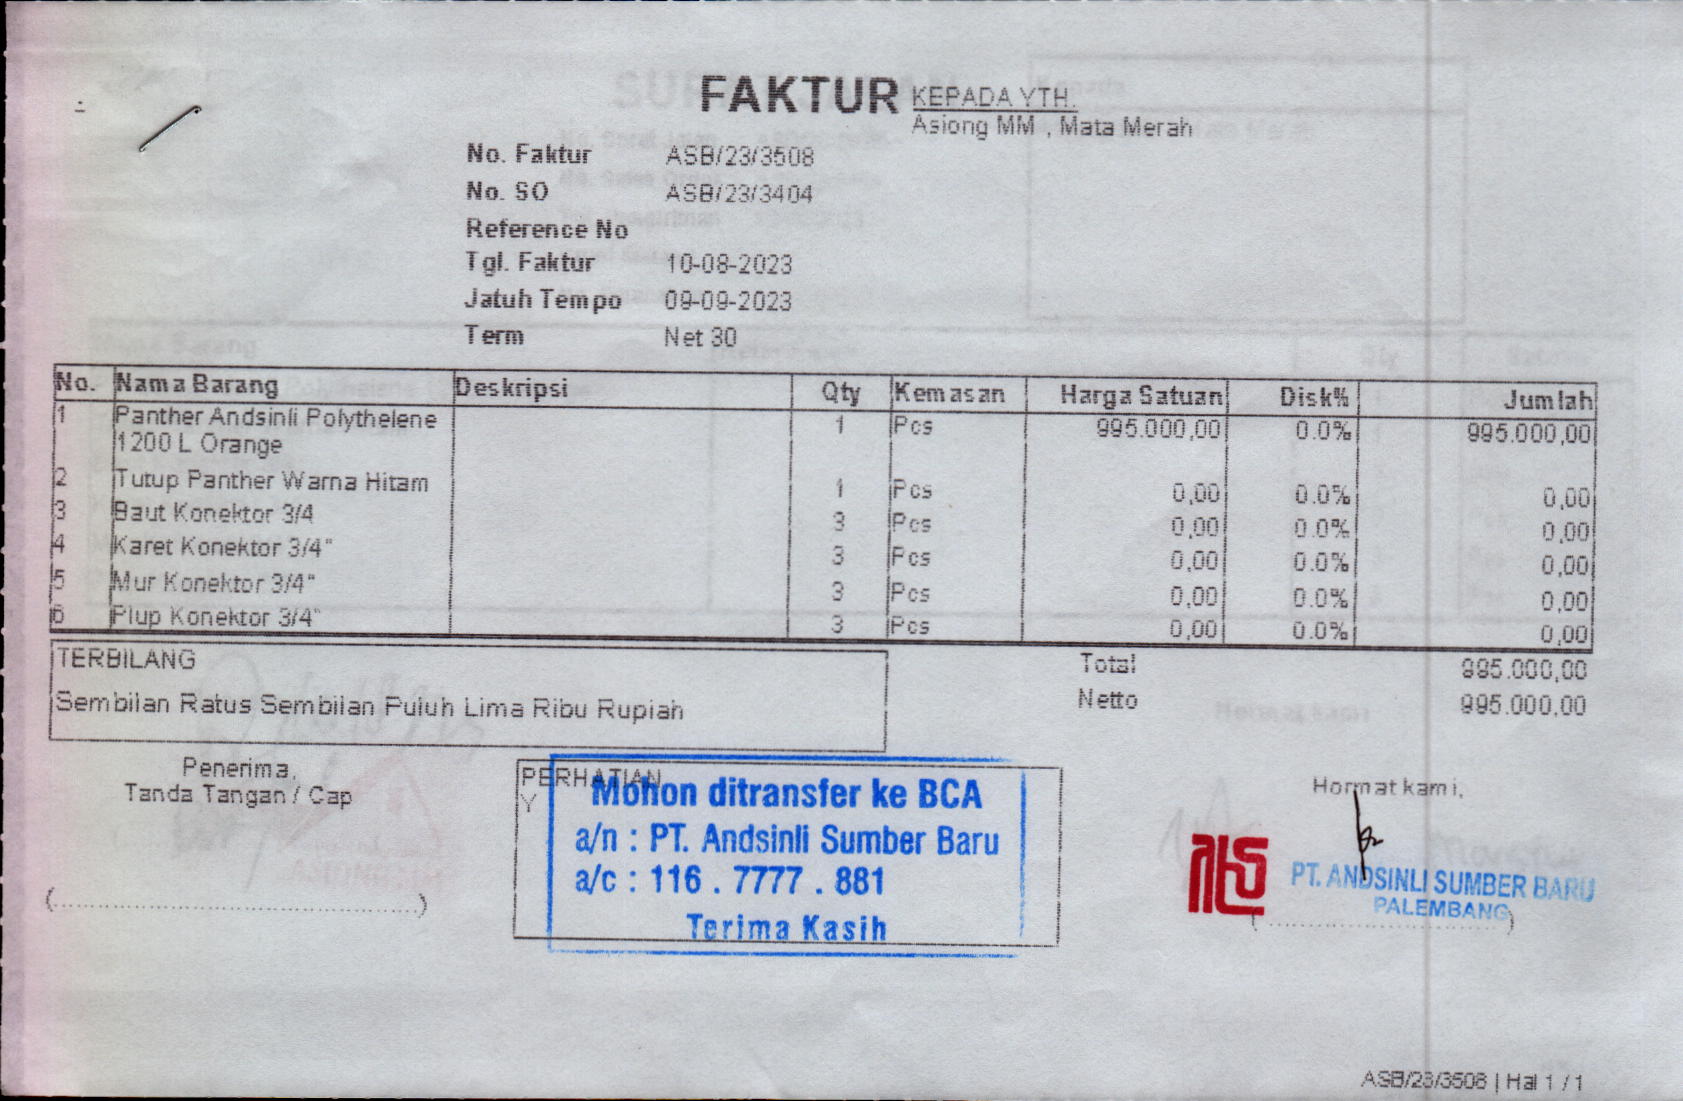 FAKTUR
KEPADA YTH.
Asiong MM , Mata Merah
No. Faktur ASB/23/3508
No. SO ASB/23/3404
Reference No
Tgl. Faktur 10-08-2023
Jatuh Tempo 09-09-2023
Term Net 30
No. Nama Barang Deskripsi Qty Kemasan Harga Satuan Disk% Jumlah
1 Panther Andsinli Polythelene 1 Pcs 995.000,00 0.0% 995.000,00
1200 L Orange
2 Tutup Panther Warna Hitam 1 Pcs 0,00 0.0% 0,00
3 Baut Konektor 3/4 3 Pcs 0,00 0.0% 0,00
4 Karet Konektor 3/4" 3 Pcs 0,00 0.0% 0,00
5 Mur Konektor 3/4" 3 Pcs 0,00 0.0% 0,00
6 Plup Konektor 3/4" 3 Pcs 0,00 0.0% 0,00
TERBILANG
Sembilan Ratus Sembilan Puluh Lima Ribu Rupiah
Total 995.000,00
Netto 995.000,00
Penerima,
Tanda Tangan / Cap
(....................................................)
PERHATIAN
Y
Mohon ditransfer ke BCA
a/n : PT. Andsinli Sumber Baru
a/c : 116 . 7777 . 881
Terima Kasih
Hormat kami,
PT. ANDSINLI SUMBER BARU
PALEMBANG
(....................................)
ASB/23/3508 | Hal 1 / 1